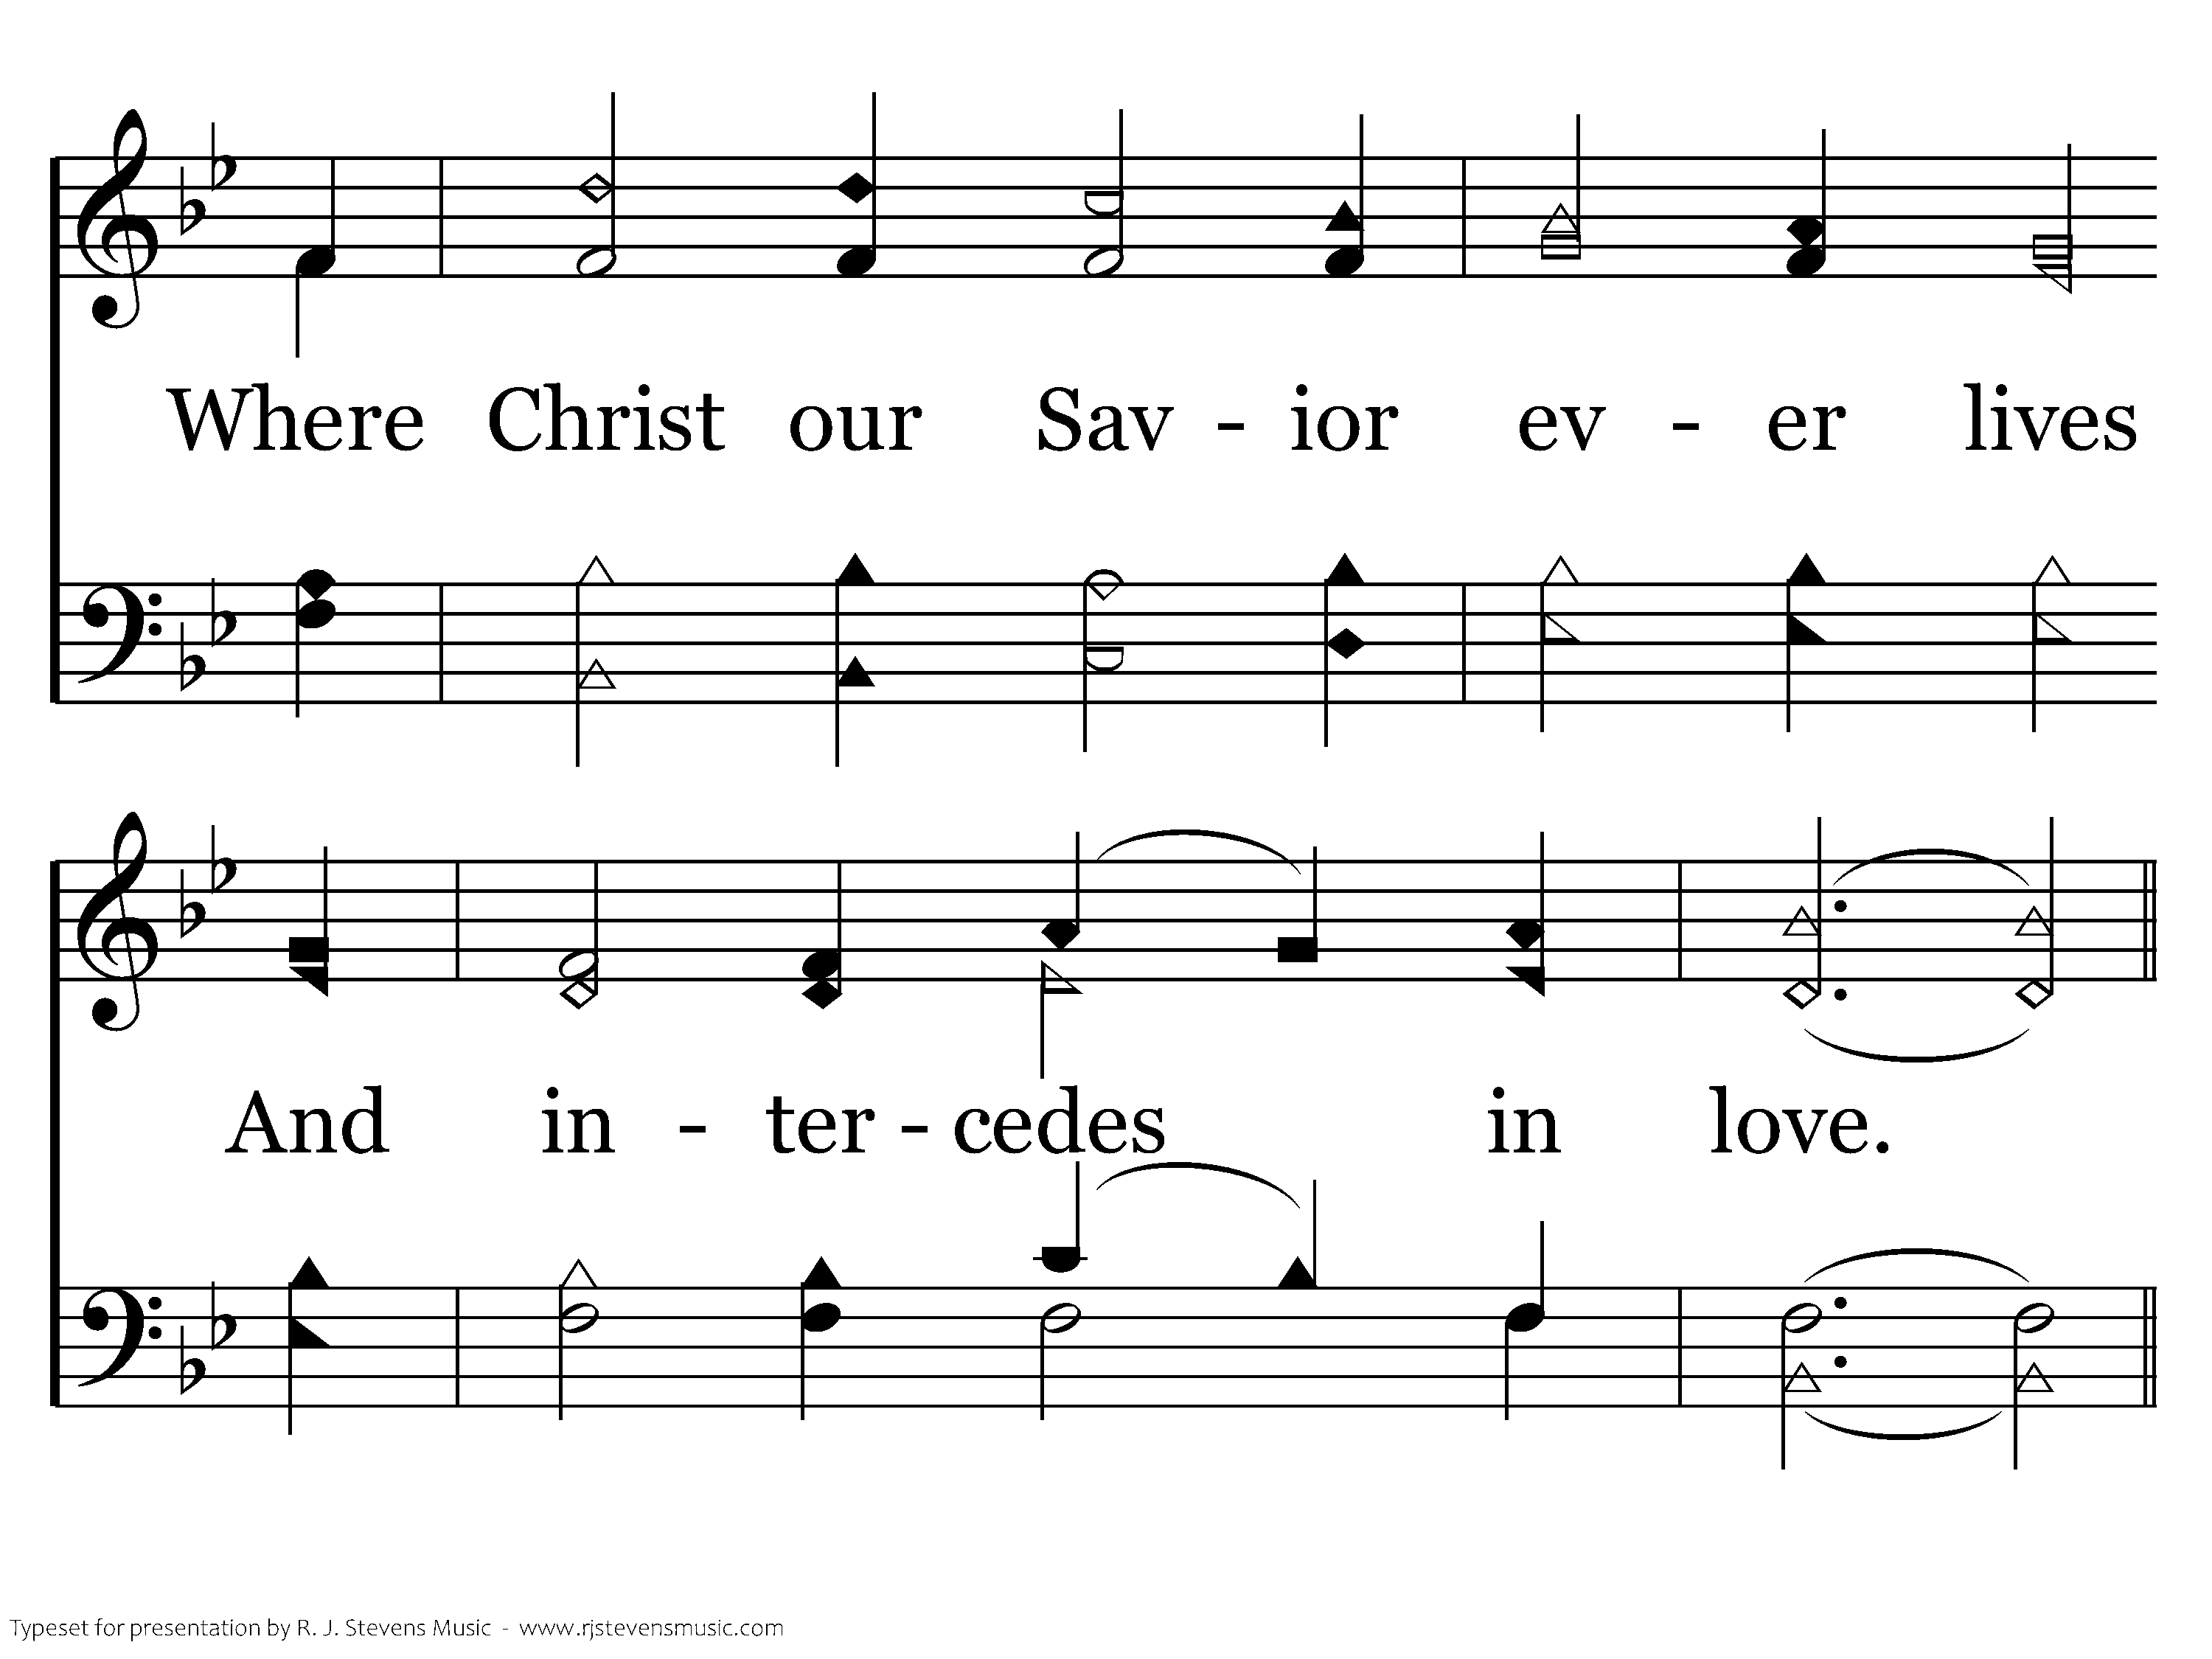 Where Christ our Sav - ior ev - er lives
And in - ter - cedes in love.
Typeset for presentation by R. J. Stevens Music - www.rjstevensmusic.com